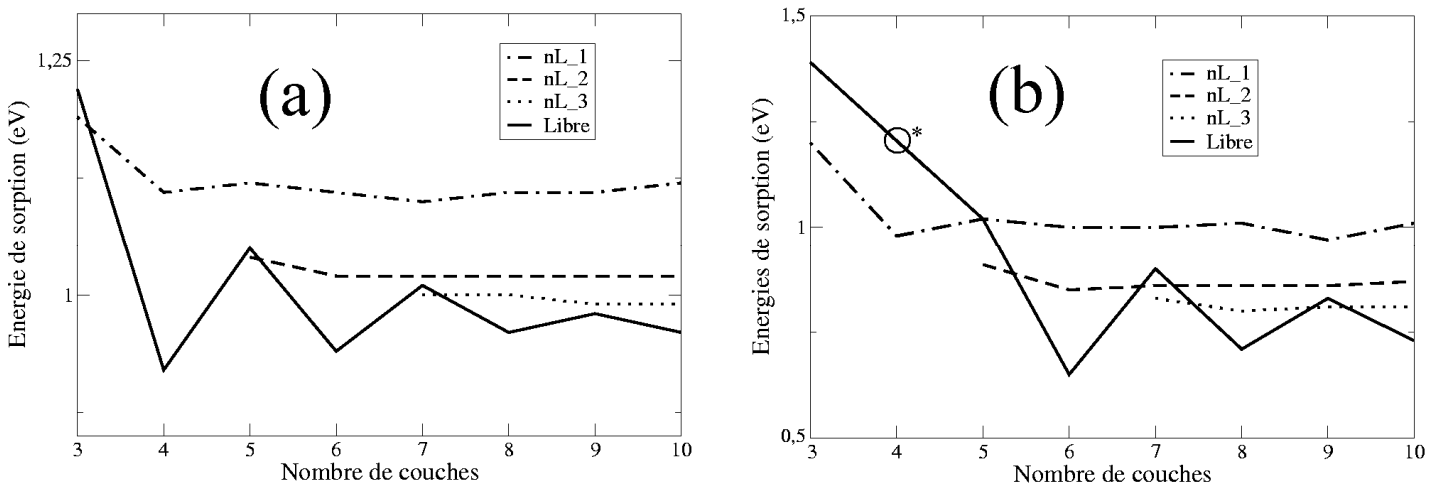 Energie de sorption (eV)
1,25
1
(a)
nL_1
nL_2
nL_3
Libre
3 4 5 6 7 8 9 10
Nombre de couches
Energies de sorption (eV)
1,5
1
0,5
(b)
*
nL_1
nL_2
nL_3
Libre
3 4 5 6 7 8 9 10
Nombre de couches